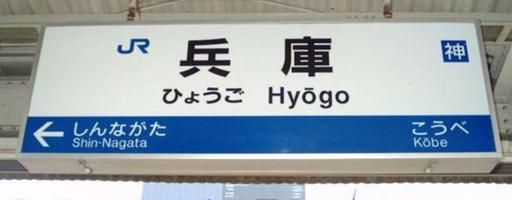 JR 兵庫 神
ひょうご Hyōgo
しんながた こうべ
Shin-Nagata Kōbe